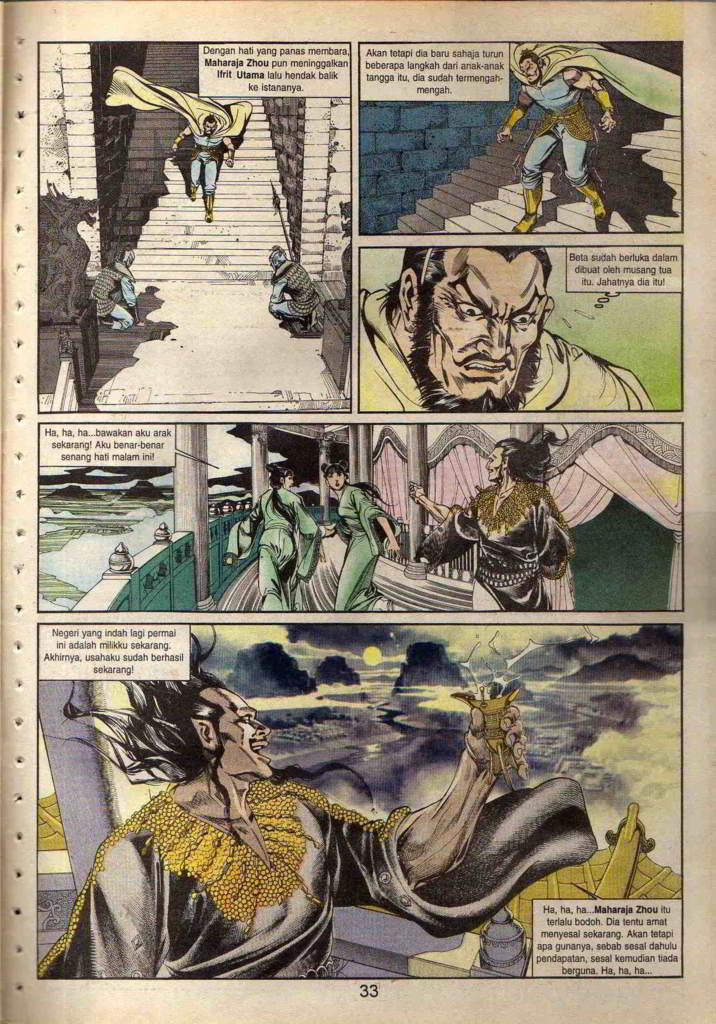 Dengan hati yang panas membara,
Maharaja Zhou pun meninggalkan
Ifrit Utama lalu hendak balik
ke istananya.
Akan tetapi dia baru sahaja turun
beberapa langkah dari anak-anak
tangga itu, dia sudah termengah-
mengah.
Beta sudah berluka dalam
dibuat oleh musang tua
itu. Jahatnya dia itu!
Ha, ha, ha...bawakan aku arak
sekarang! Aku benar-benar
senang hati malam ini!
Negeri yang indah lagi permai
ini adalah milikku sekarang.
Akhirnya, usahaku sudah berhasil
sekarang!
Ha, ha, ha...Maharaja Zhou itu
terlalu bodoh. Dia tentu amat
menyesal sekarang. Akan tetapi
apa gunanya, sebab sesal dahulu
pendapatan, sesal kemudian tiada
berguna. Ha, ha, ha...
33